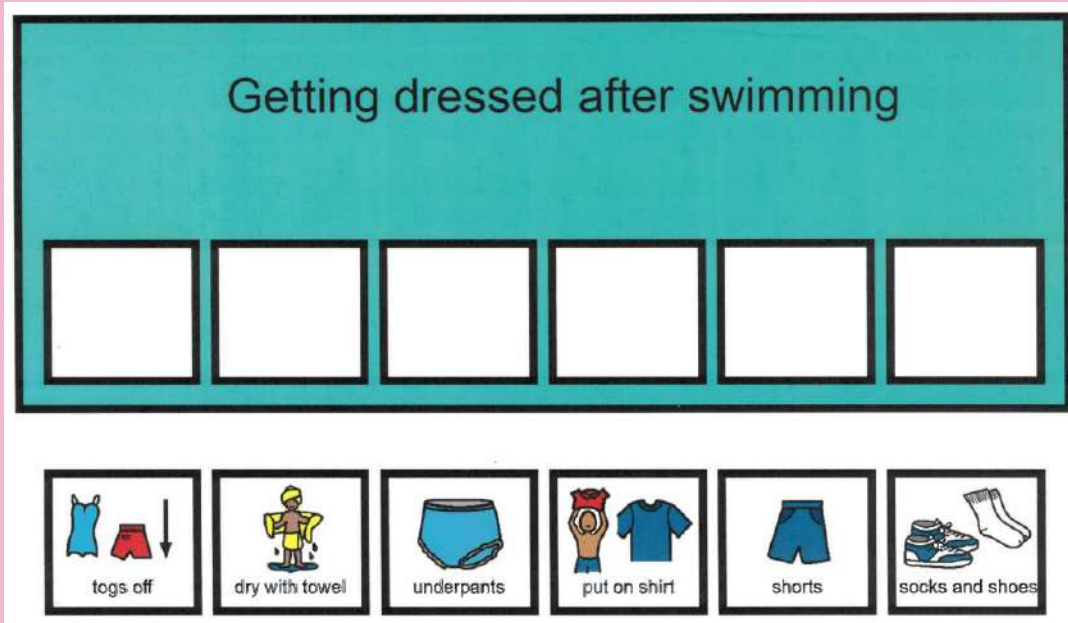 Getting dressed after swimming
togs off
dry with towel
underpants
put on shirt
shorts
socks and shoes